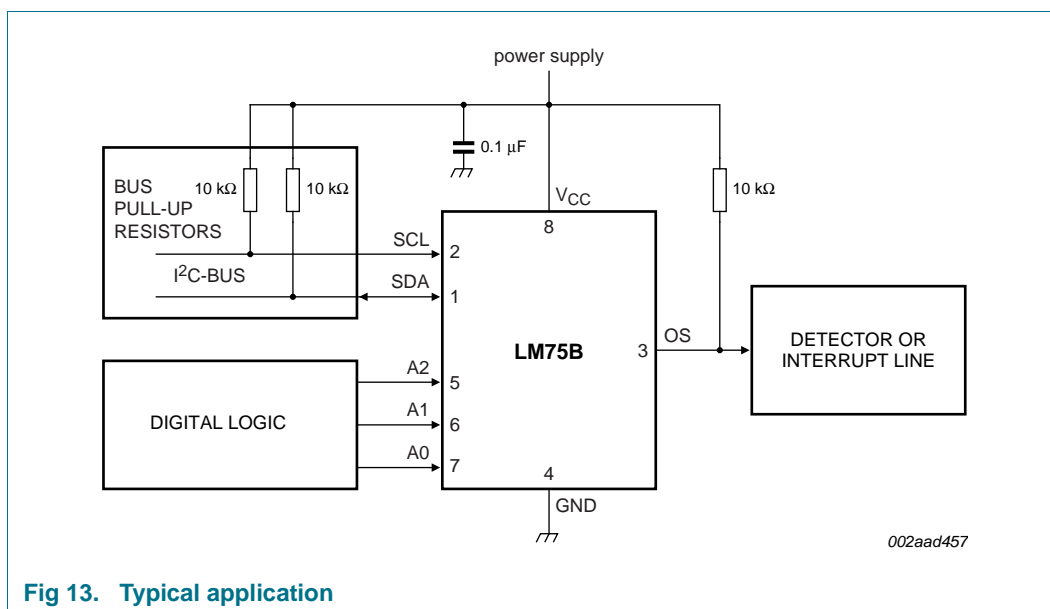 power supply
0.1 μF
BUS
PULL-UP
RESISTORS
10 kΩ
10 kΩ
10 kΩ
VCC
8
SCL
2
I2C-BUS
SDA
1
LM75B
3
OS
DETECTOR OR
INTERRUPT LINE
DIGITAL LOGIC
A2
5
A1
6
A0
7
4
GND
002aad457
Fig 13. Typical application